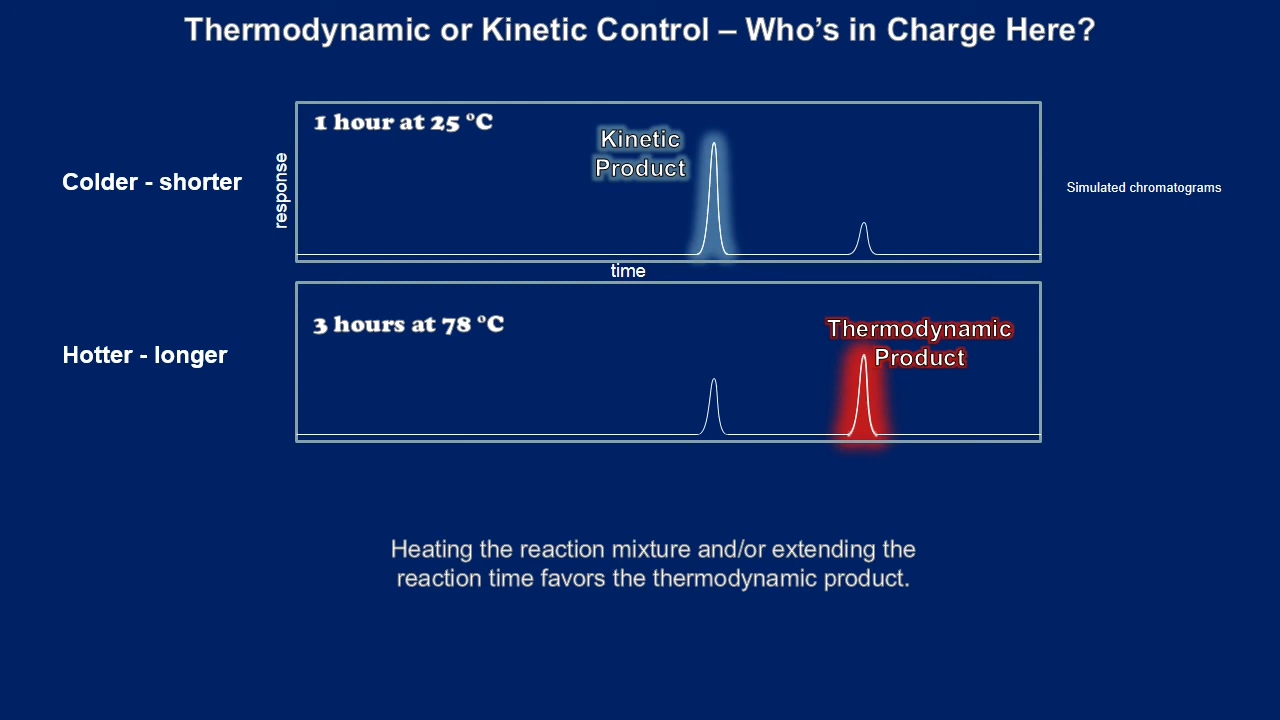 Thermodynamic or Kinetic Control – Who’s in Charge Here?
1 hour at 25 °C
Kinetic
Product
Colder - shorter
response
Simulated chromatograms
time
3 hours at 78 °C
Thermodynamic
Product
Hotter - longer
Heating the reaction mixture and/or extending the
reaction time favors the thermodynamic product.